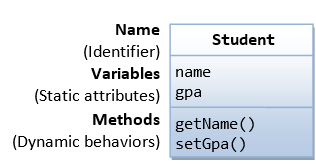 Name
(Identifier)
Student
Variables
(Static attributes)
name
gpa
Methods
(Dynamic behaviors)
getName()
setGpa()